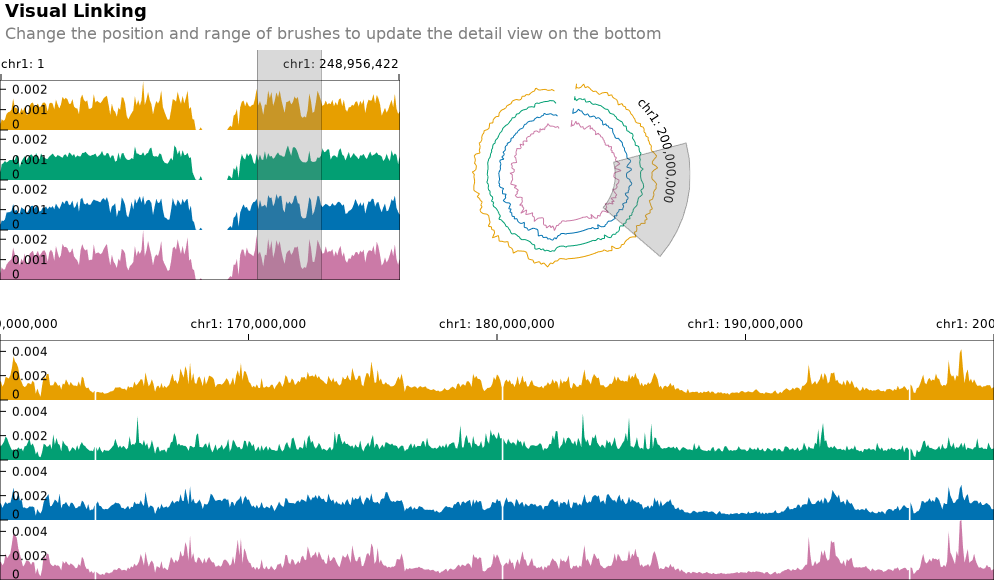 Visual Linking
Change the position and range of brushes to update the detail view on the bottom
chr1: 1
chr1: 248,956,422
0.002
0.001
0
0.002
0.001
0
0.002
0.001
0
0.002
0.001
0
chr1: 200,000,000
0,000,000
chr1: 170,000,000
chr1: 180,000,000
chr1: 190,000,000
chr1: 200
0.004
0.002
0
0.004
0.002
0
0.004
0.002
0
0.004
0.002
0